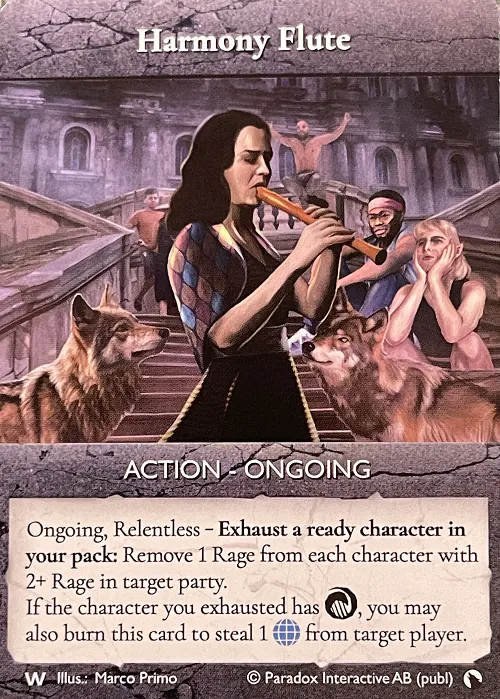 Harmony Flute
ACTION - ONGOING
Ongoing, Relentless – Exhaust a ready character in
your pack: Remove 1 Rage from each character with
2+ Rage in target party.
If the character you exhausted has , you may
also burn this card to steal 1 from target player.
W Illus.: Marco Primo © Paradox Interactive AB (publ)